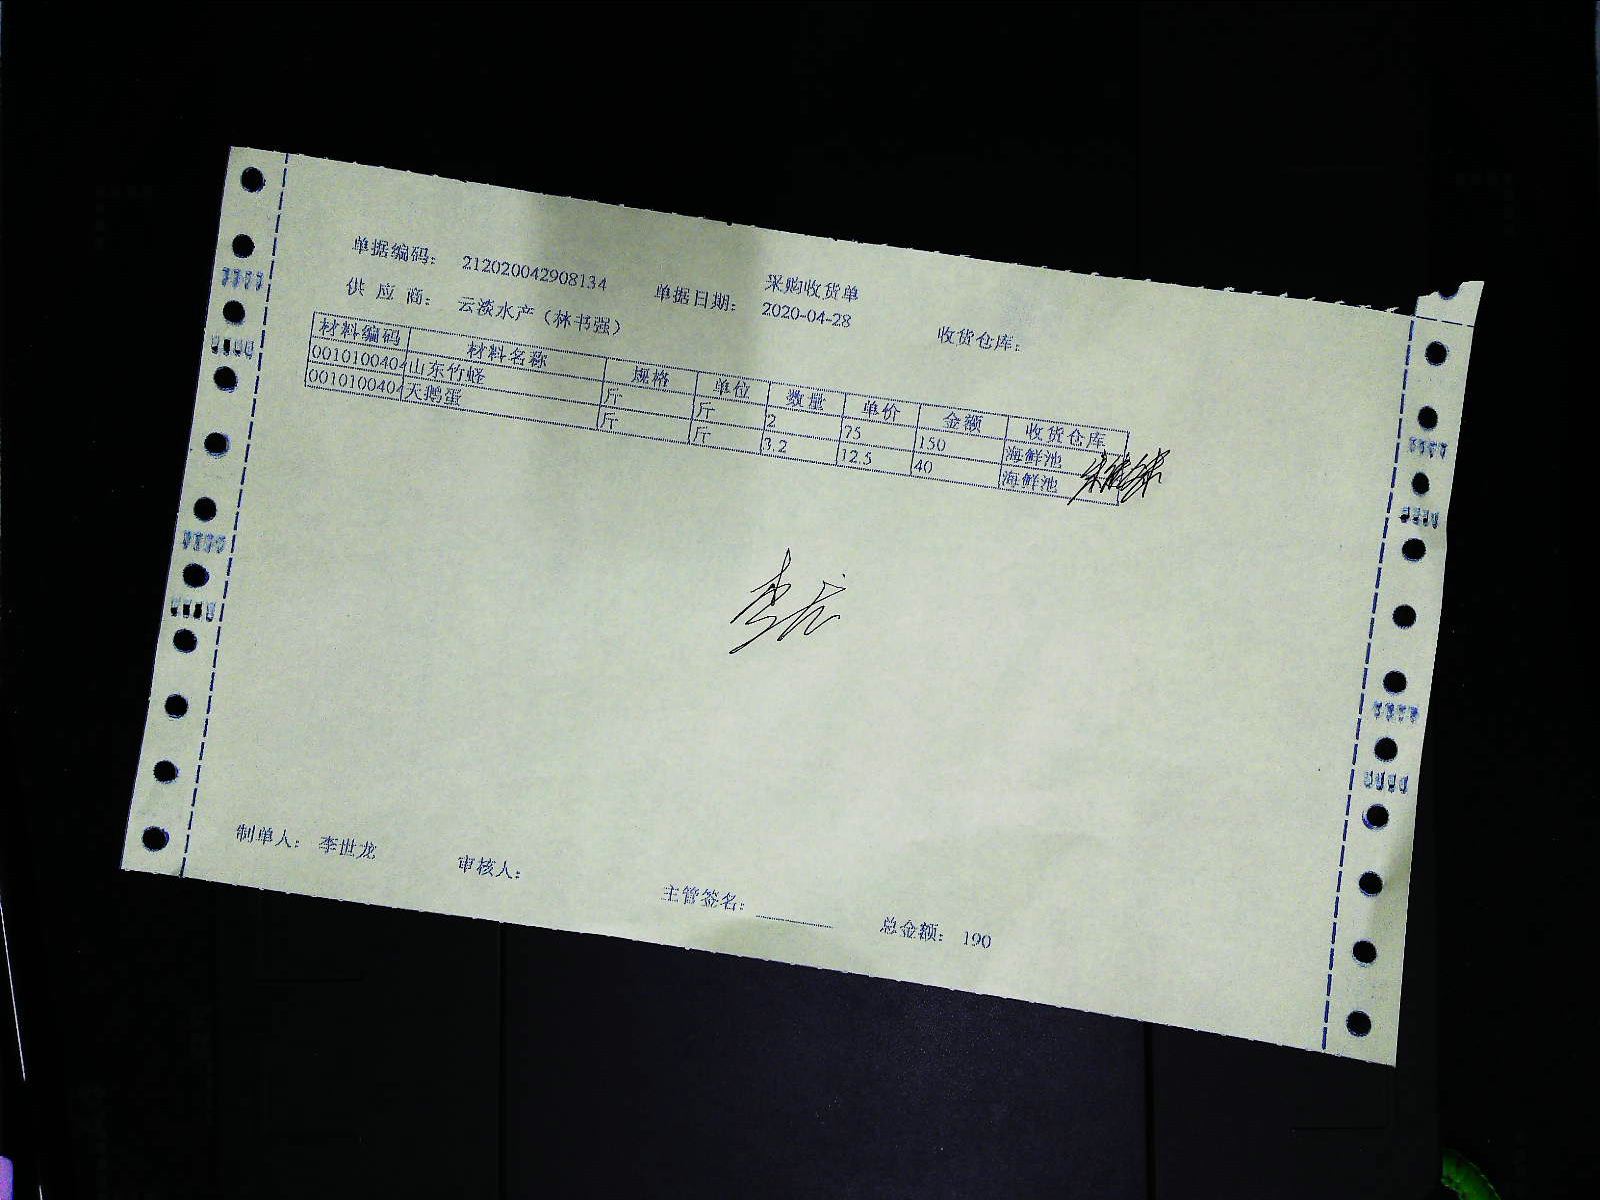 采购收货单
单据编码: 212020042908134 单据日期: 2020-04-28 收货仓库:
供 应 商: 云淡水产（林书强）
材料编码 材料名称 规格 单位 数量 单价 金额 收货仓库
0010100404 山东竹蛏 斤 斤 2 75 150 海鲜池
0010100404 天鹅蛋 斤 斤 3.2 12.5 40 海鲜池
制单人: 李世龙 审核人: 主管签名: 总金额: 190